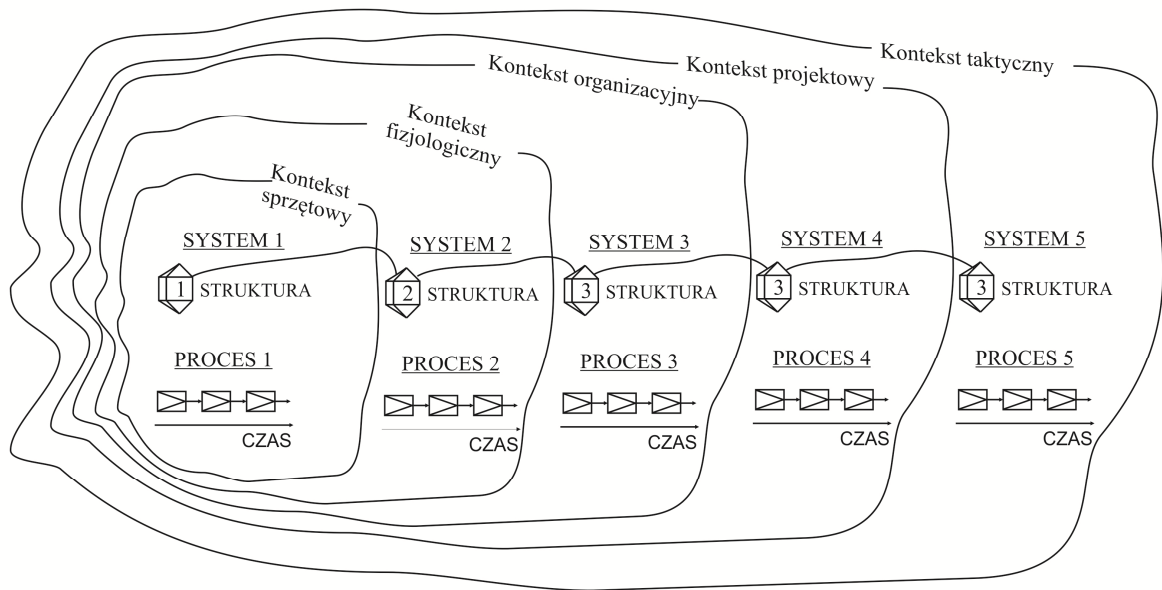 Kontekst taktyczny
Kontekst projektowy
Kontekst organizacyjny
Kontekst
fizjologiczny
Kontekst
sprzętowy
SYSTEM 1
SYSTEM 2
SYSTEM 3
SYSTEM 4
SYSTEM 5
1 STRUKTURA
2 STRUKTURA
3 STRUKTURA
3 STRUKTURA
3 STRUKTURA
PROCES 1
PROCES 2
PROCES 3
PROCES 4
PROCES 5
CZAS
CZAS
CZAS
CZAS
CZAS